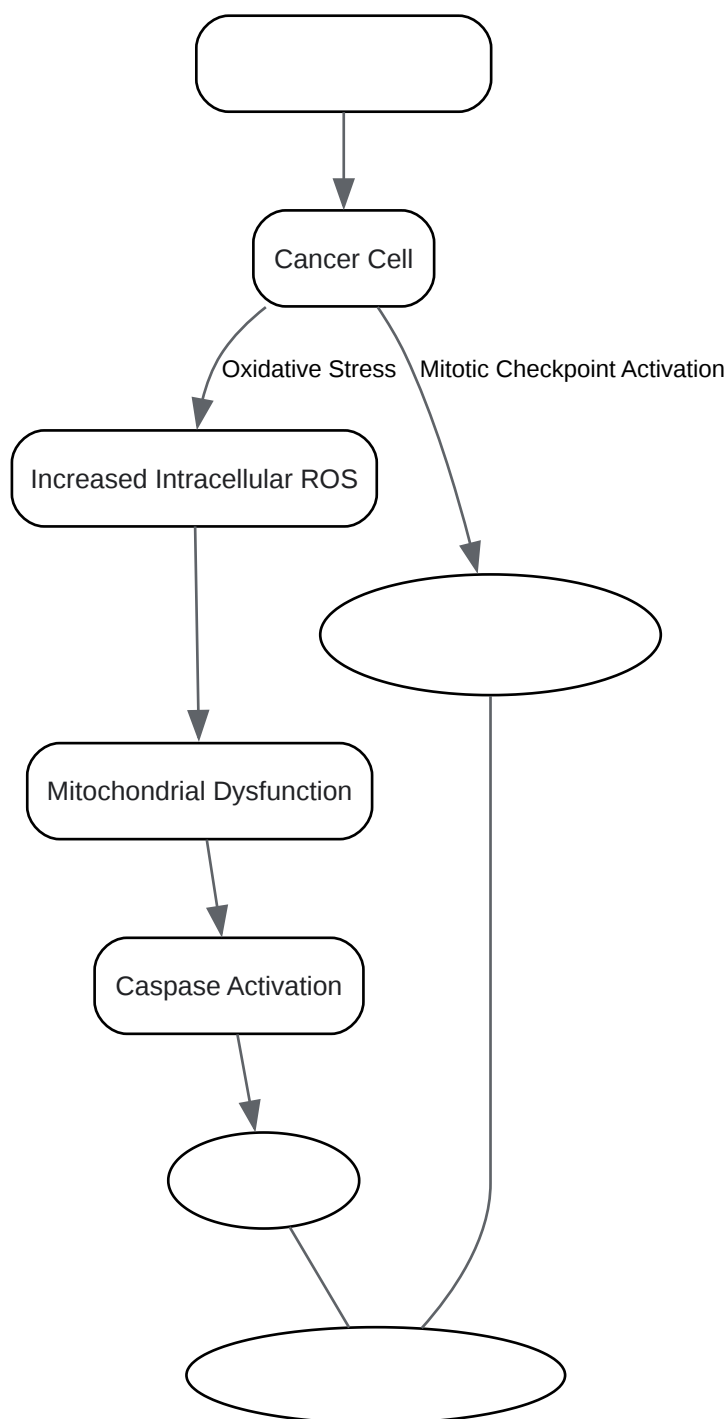 Cancer Cell
Oxidative Stress
Mitotic Checkpoint Activation
Increased Intracellular ROS
Mitochondrial Dysfunction
Caspase Activation